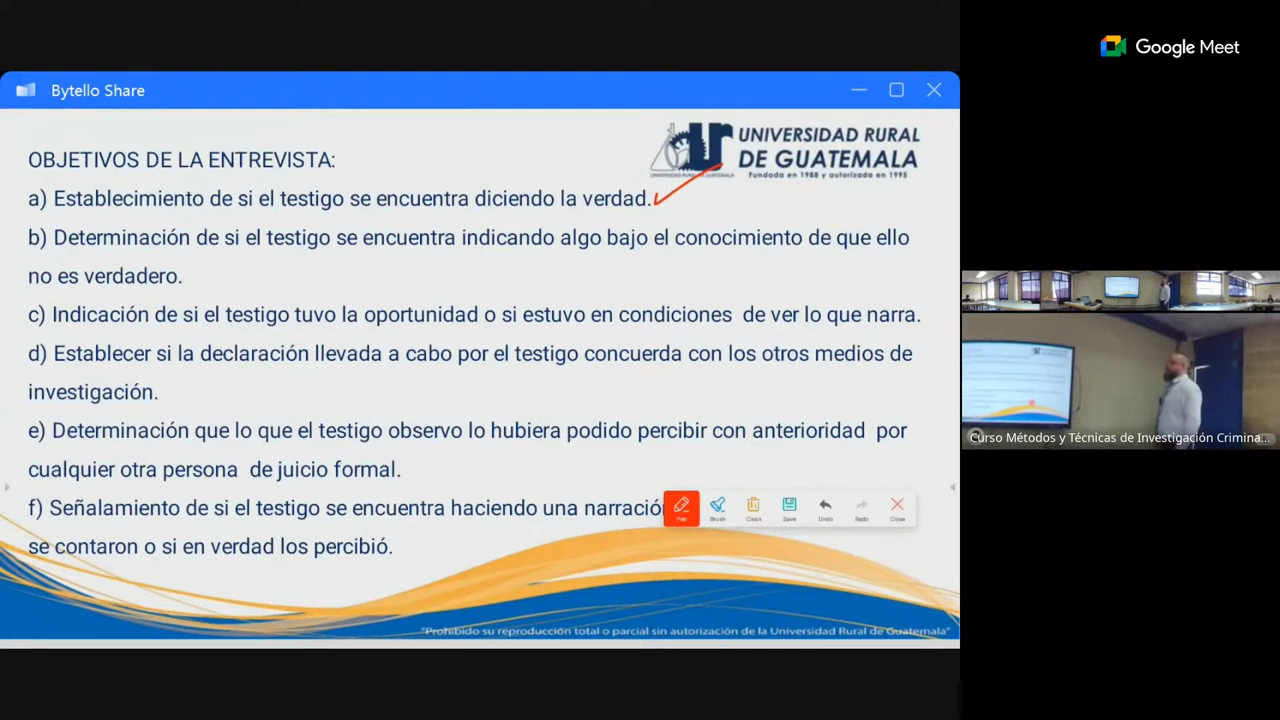 Google Meet
Bytello Share
UNIVERSIDAD RURAL
DE GUATEMALA
Fundada en 1988 y autorizada en 1995
UNIVERSIDAD RURAL DE GUATEMALA
OBJETIVOS DE LA ENTREVISTA:
a) Establecimiento de si el testigo se encuentra diciendo la verdad.
b) Determinación de si el testigo se encuentra indicando algo bajo el conocimiento de que ello
no es verdadero.
c) Indicación de si el testigo tuvo la oportunidad o si estuvo en condiciones de ver lo que narra.
d) Establecer si la declaración llevada a cabo por el testigo concuerda con los otros medios de
investigación.
e) Determinación que lo que el testigo observo lo hubiera podido percibir con anterioridad por
cualquier otra persona de juicio formal.
f) Señalamiento de si el testigo se encuentra haciendo una narració
se contaron o si en verdad los percibió.
Pen Brush Clean Save Undo Redo Close
"Prohibido su reproducción total o parcial sin autorización de la Universidad Rural de Guatemala"
Curso Métodos y Técnicas de Investigación Crimina...